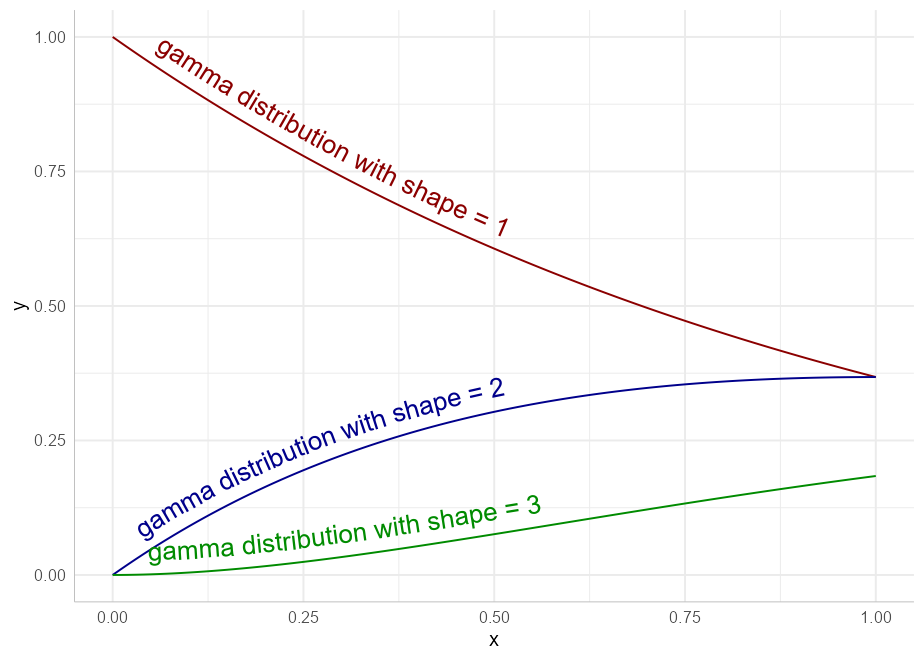 1.00
gamma distribution with shape = 1
0.75
0.50
y
gamma distribution with shape = 2
0.25
gamma distribution with shape = 3
0.00
0.00 0.25 0.50 0.75 1.00
x